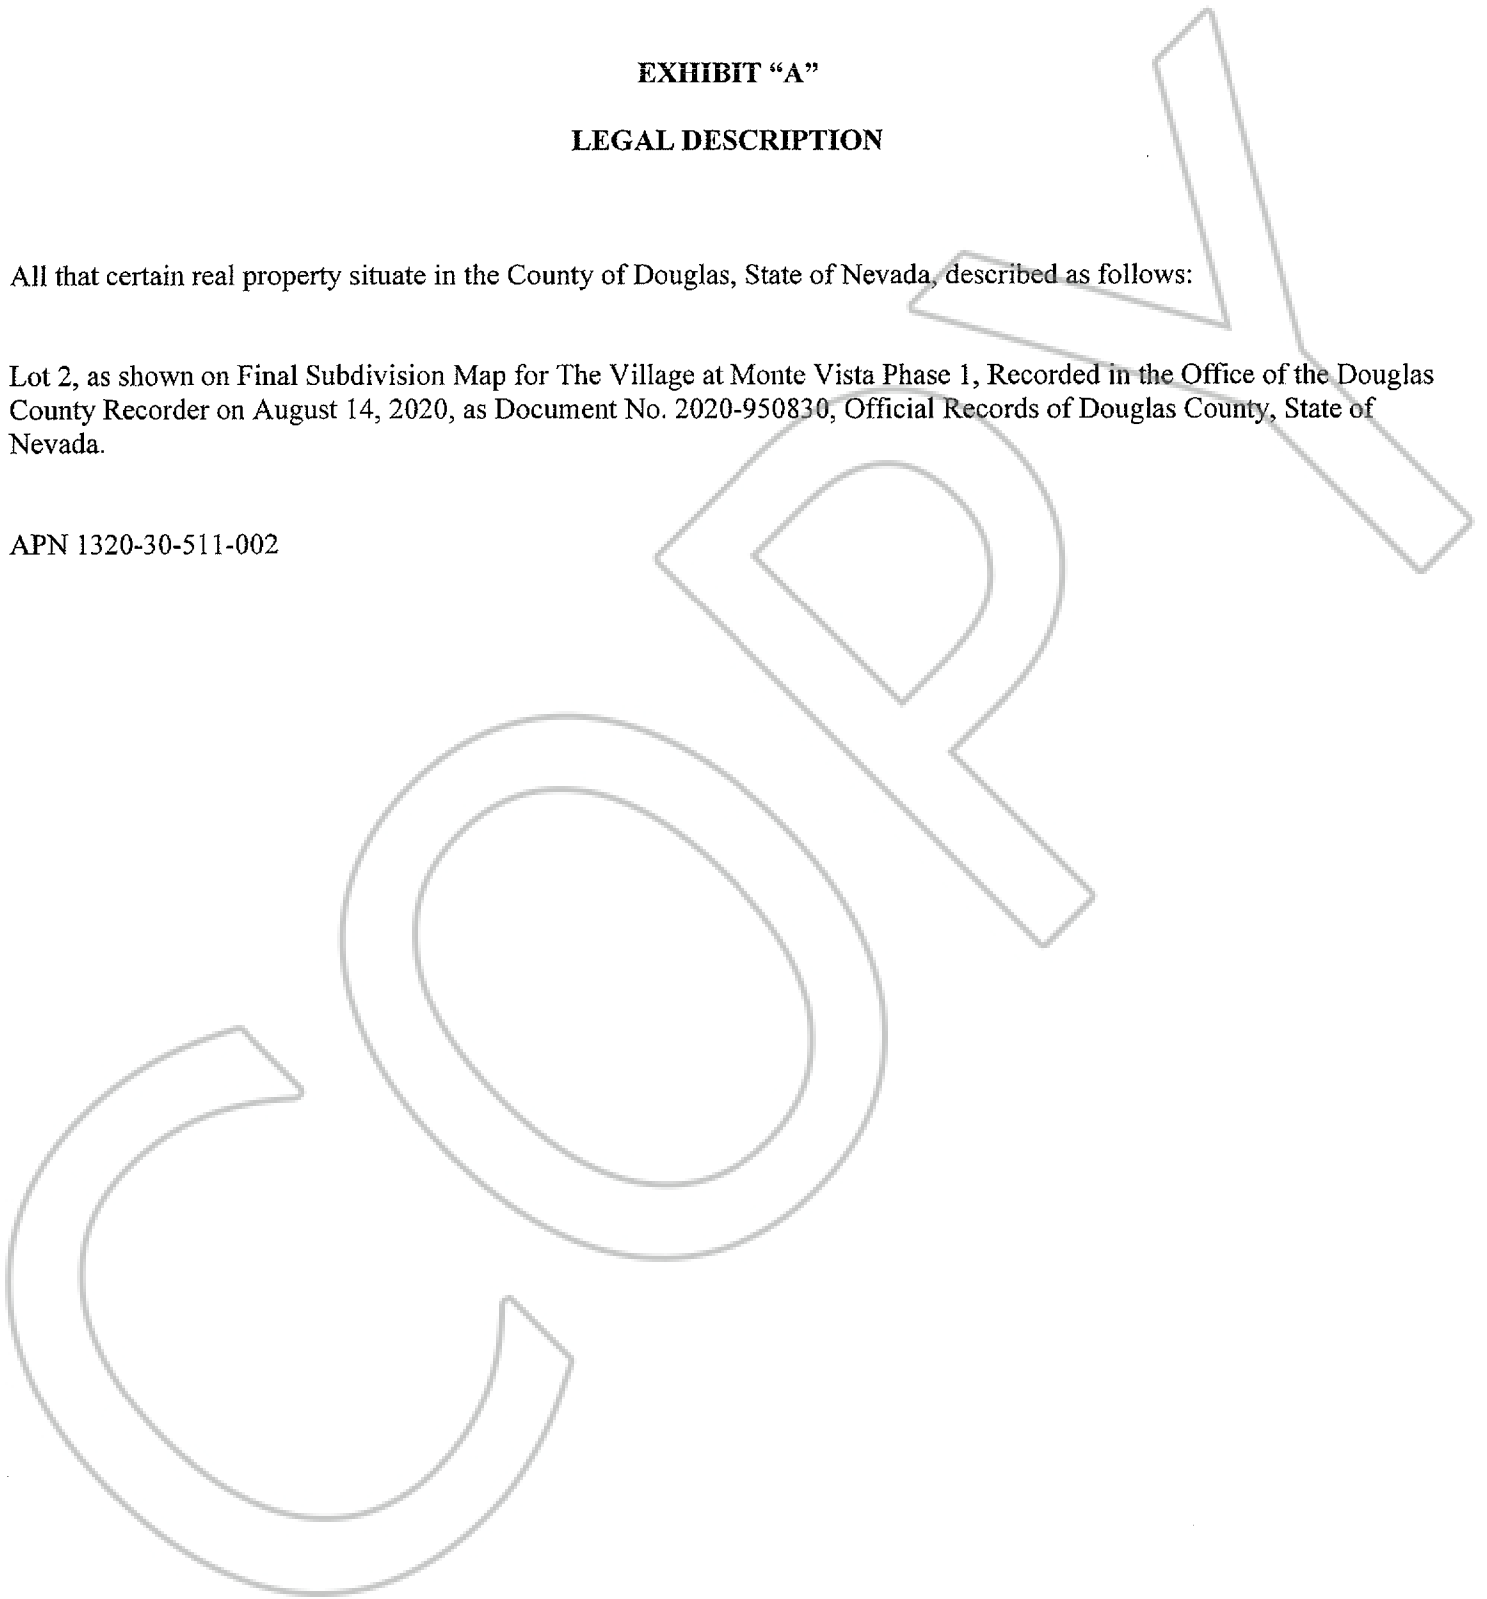 EXHIBIT “A”
LEGAL DESCRIPTION
All that certain real property situate in the County of Douglas, State of Nevada, described as follows:
Lot 2, as shown on Final Subdivision Map for The Village at Monte Vista Phase 1, Recorded in the Office of the Douglas
County Recorder on August 14, 2020, as Document No. 2020-950830, Official Records of Douglas County, State of
Nevada.
APN 1320-30-511-002
COPY